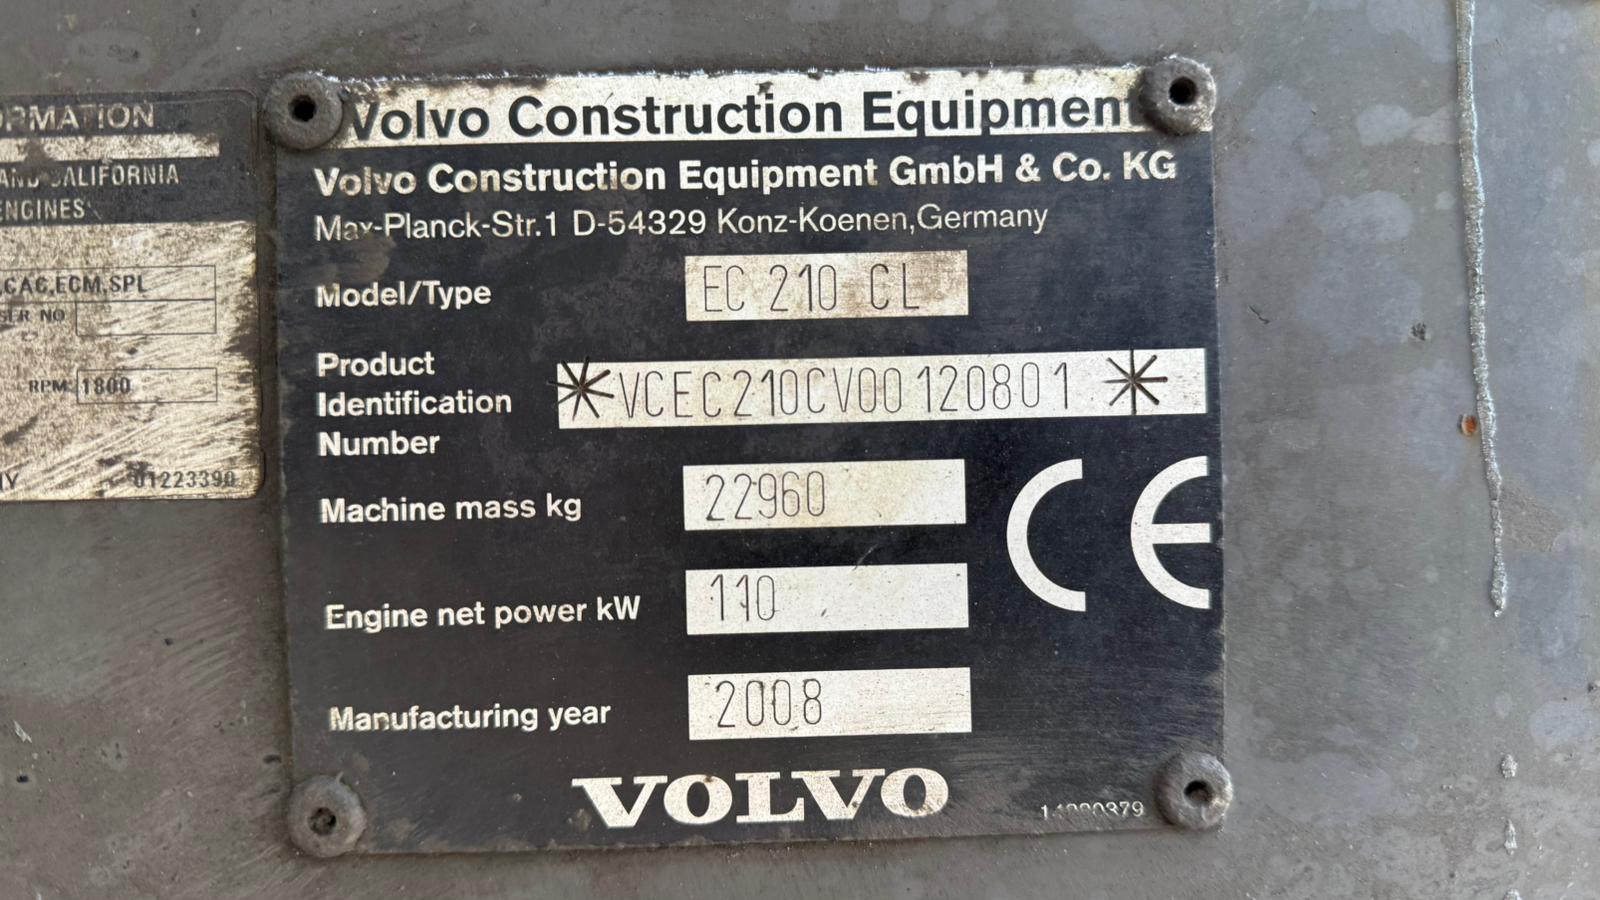 Volvo Construction Equipment
Volvo Construction Equipment GmbH & Co. KG
Max-Planck-Str.1 D-54329 Konz-Koenen,Germany
Model/Type EC 210 CL
Product
Identification
Number
*VCEC210CV00120801*
Machine mass kg 22960
Engine net power kW 110
Manufacturing year 2008
CE
VOLVO
CALIFORNIA
ENGINES
,CAC,ECM,SPL
NO
RPM 1800
01223390